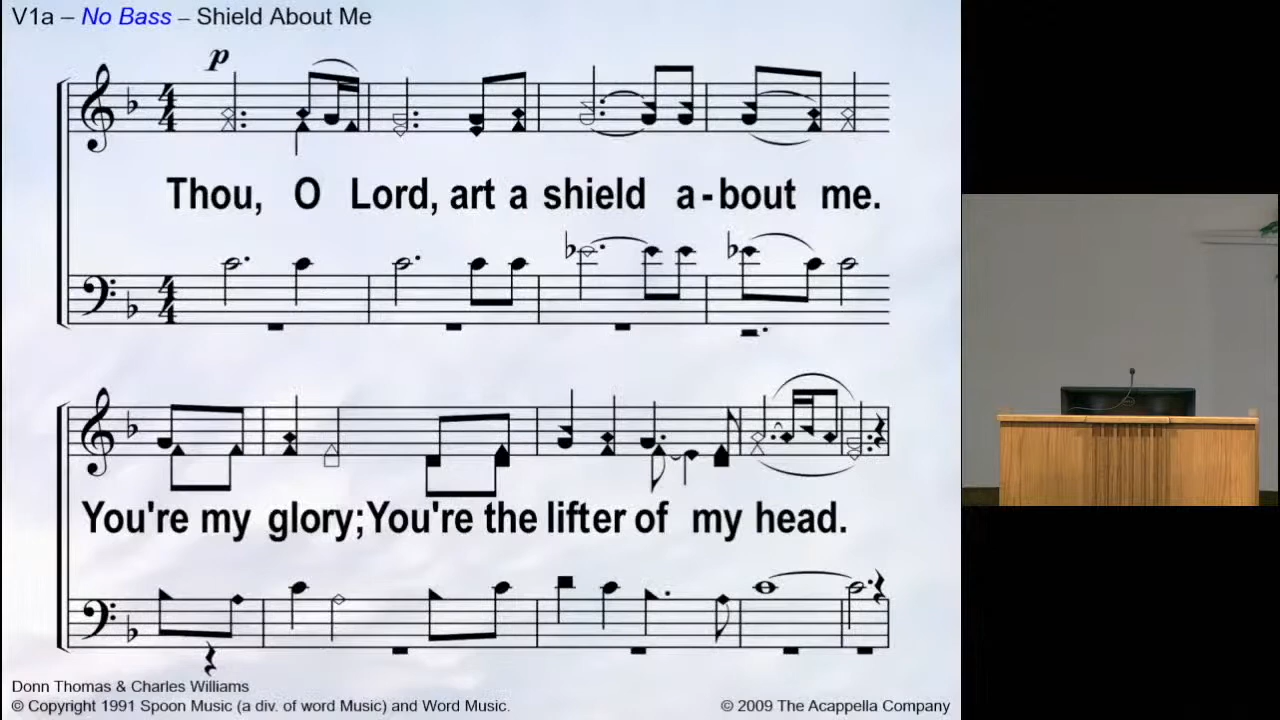 V1a – No Bass – Shield About Me
p
Thou, O Lord, art a shield a-bout me.
You're my glory;You're the lifter of my head.
Donn Thomas & Charles Williams
© Copyright 1991 Spoon Music (a div. of word Music) and Word Music.
© 2009 The Acappella Company